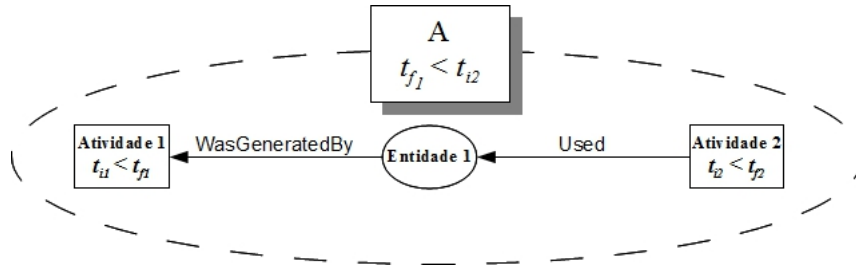 A
t_f1 < t_i2
Atividade 1
t_i1 < t_f1
WasGeneratedBy
Entidade 1
Used
Atividade 2
t_i2 < t_f2